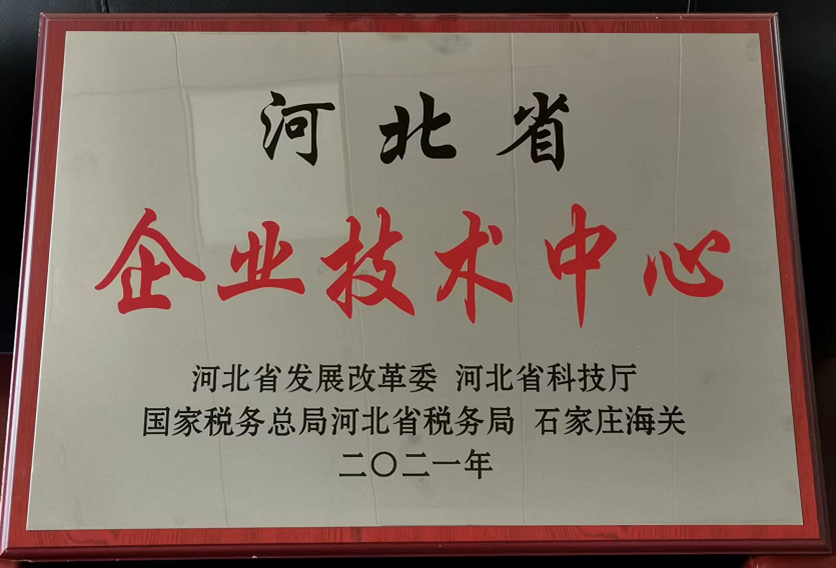 河北省
企业技术中心
河北省发展改革委 河北省科技厅
国家税务总局河北省税务局 石家庄海关
二〇二一年